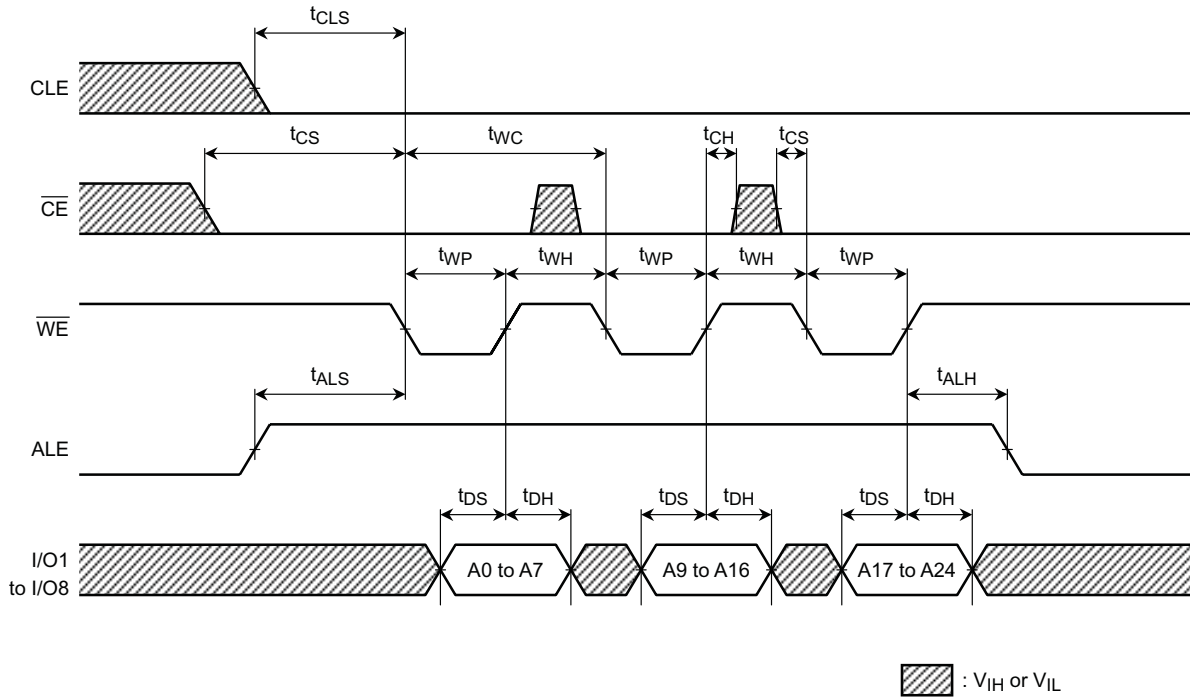 tCLS
CLE
tCS tWC tCH tCS
CE
tWP tWH tWP tWH tWP
WE
tALS tALH
ALE
tDS tDH tDS tDH tDS tDH
I/O1
to I/O8
A0 to A7 A9 to A16 A17 to A24
: VIH or VIL